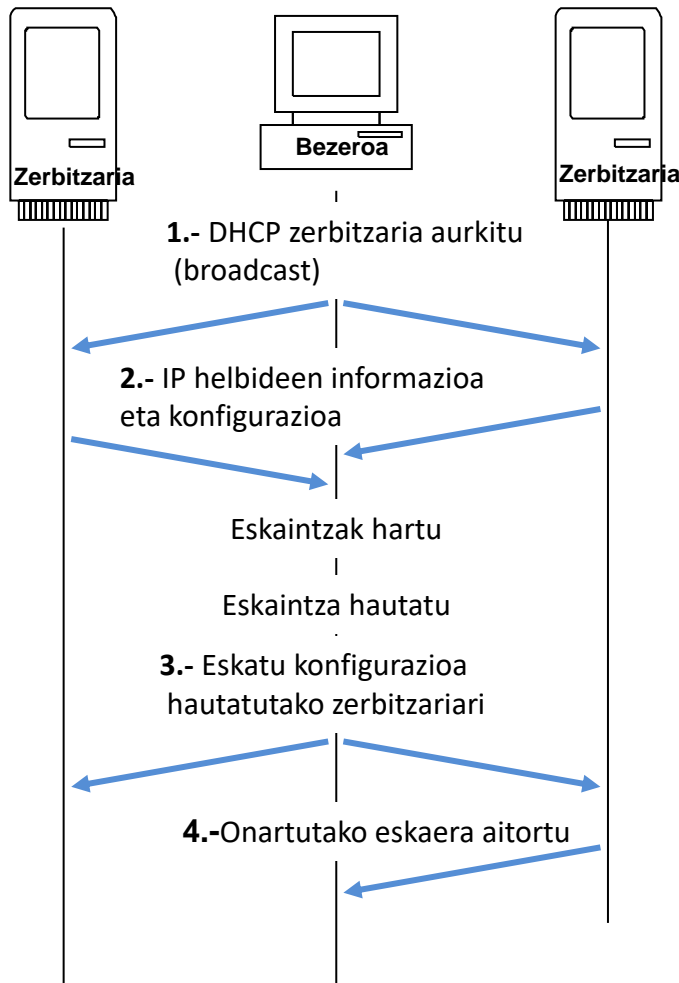 Zerbitzaria
Bezeroa
Zerbitzaria
1.- DHCP zerbitzaria aurkitu
(broadcast)
2.- IP helbideen informazioa
eta konfigurazioa
Eskaintzak hartu
Eskaintza hautatu
3.- Eskatu konfigurazioa
hautatutako zerbitzariari
4.-Onartutako eskaera aitortu